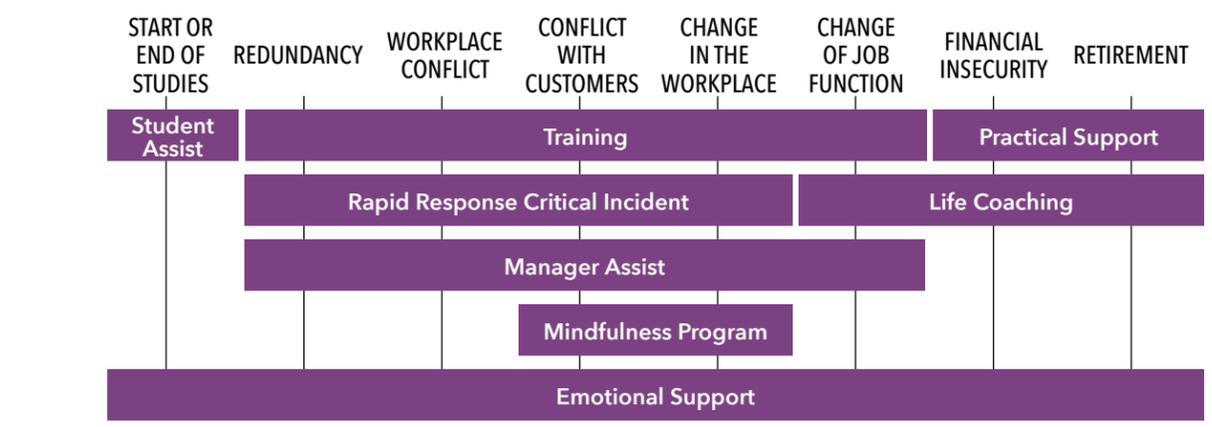 START OR
END OF
STUDIES
REDUNDANCY
WORKPLACE
CONFLICT
CONFLICT
WITH
CUSTOMERS
CHANGE
IN THE
WORKPLACE
CHANGE
OF JOB
FUNCTION
FINANCIAL
INSECURITY
RETIREMENT
Student
Assist
Training
Practical Support
Rapid Response Critical Incident
Life Coaching
Manager Assist
Mindfulness Program
Emotional Support